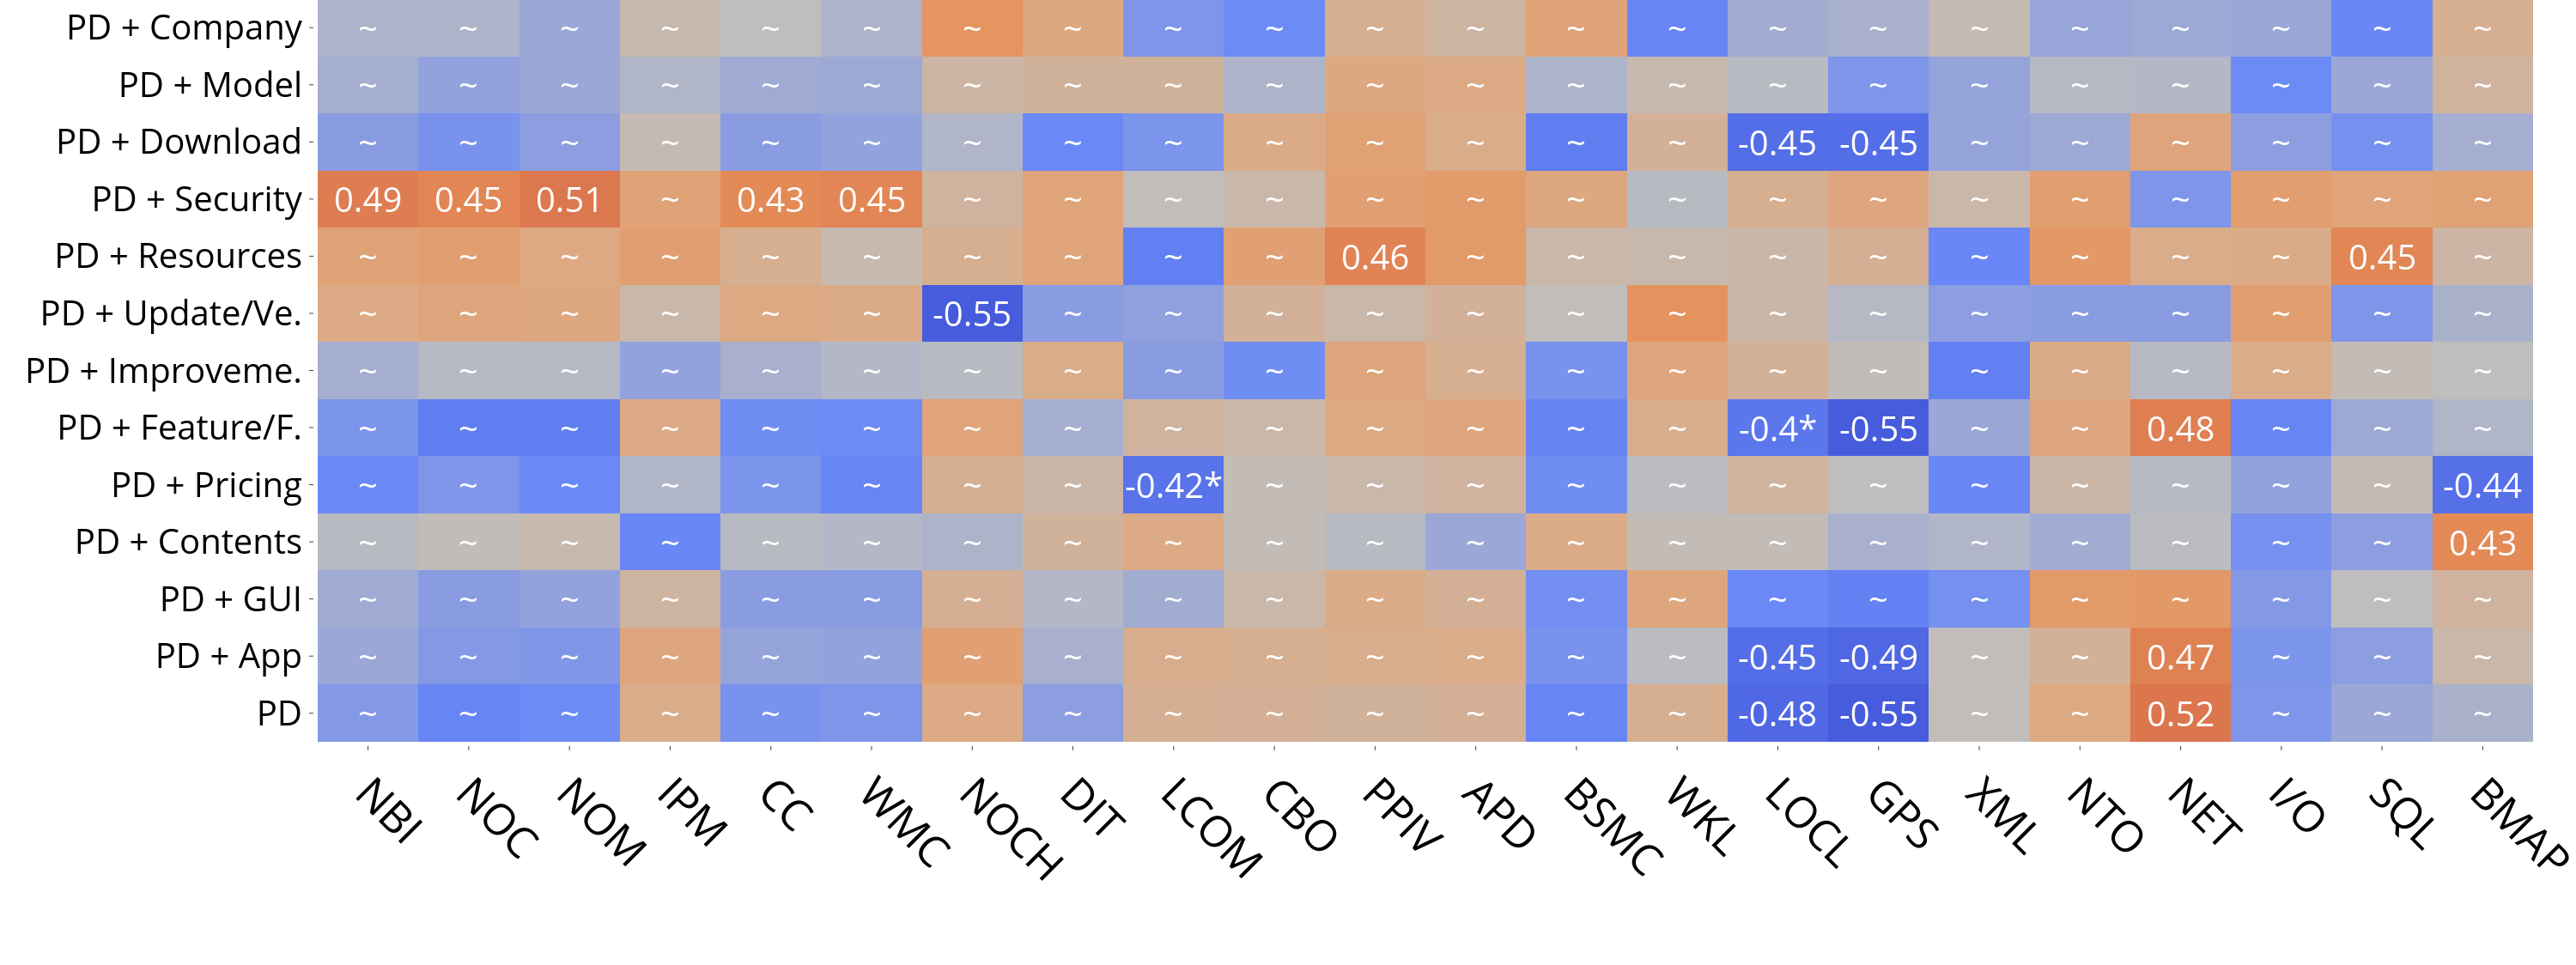 PD + Company ~ ~ ~ ~ ~ ~ ~ ~ ~ ~ ~ ~ ~ ~ ~ ~ ~ ~ ~ ~ ~ ~
PD + Model ~ ~ ~ ~ ~ ~ ~ ~ ~ ~ ~ ~ ~ ~ ~ ~ ~ ~ ~ ~ ~ ~
PD + Download ~ ~ ~ ~ ~ ~ ~ ~ ~ ~ ~ ~ ~ ~ -0.45 -0.45 ~ ~ ~ ~ ~ ~
PD + Security 0.49 0.45 0.51 ~ 0.43 0.45 ~ ~ ~ ~ ~ ~ ~ ~ ~ ~ ~ ~ ~ ~ ~ ~
PD + Resources ~ ~ ~ ~ ~ ~ ~ ~ ~ ~ 0.46 ~ ~ ~ ~ ~ ~ ~ ~ ~ 0.45 ~
PD + Update/Ve. ~ ~ ~ ~ ~ ~ -0.55 ~ ~ ~ ~ ~ ~ ~ ~ ~ ~ ~ ~ ~ ~ ~
PD + Improveme. ~ ~ ~ ~ ~ ~ ~ ~ ~ ~ ~ ~ ~ ~ ~ ~ ~ ~ ~ ~ ~ ~
PD + Feature/F. ~ ~ ~ ~ ~ ~ ~ ~ ~ ~ ~ ~ ~ ~ -0.4* -0.55 ~ ~ 0.48 ~ ~ ~
PD + Pricing ~ ~ ~ ~ ~ ~ ~ ~ -0.42* ~ ~ ~ ~ ~ ~ ~ ~ ~ ~ ~ ~ -0.44
PD + Contents ~ ~ ~ ~ ~ ~ ~ ~ ~ ~ ~ ~ ~ ~ ~ ~ ~ ~ ~ ~ ~ 0.43
PD + GUI ~ ~ ~ ~ ~ ~ ~ ~ ~ ~ ~ ~ ~ ~ ~ ~ ~ ~ ~ ~ ~ ~
PD + App ~ ~ ~ ~ ~ ~ ~ ~ ~ ~ ~ ~ ~ ~ -0.45 -0.49 ~ ~ 0.47 ~ ~ ~
PD ~ ~ ~ ~ ~ ~ ~ ~ ~ ~ ~ ~ ~ ~ -0.48 -0.55 ~ ~ 0.52 ~ ~ ~
NBI NOC NOM IPM CC WMC NOCH DIT LCOM CBO PPIV APD BSMC WKL LOCL GPS XML NTO NET I/O SQL BMAP